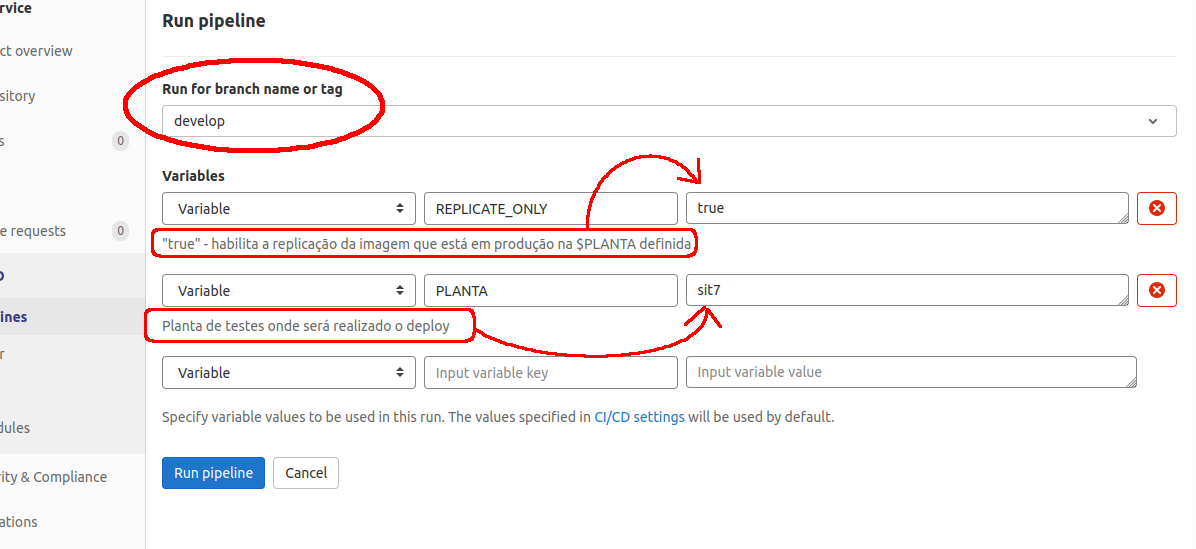 rvice
Run pipeline
ct overview
Run for branch name or tag
sitory
develop
s 0
Variables
Variable REPLICATE_ONLY true
e requests 0
"true" - habilita a replicação da imagem que está em produção na $PLANTA definida
Variable PLANTA sit7
ines
Planta de testes onde será realizado o deploy
r
Variable Input variable key Input variable value
Specify variable values to be used in this run. The values specified in CI/CD settings will be used by default.
dules
Run pipeline Cancel
ity & Compliance
ations